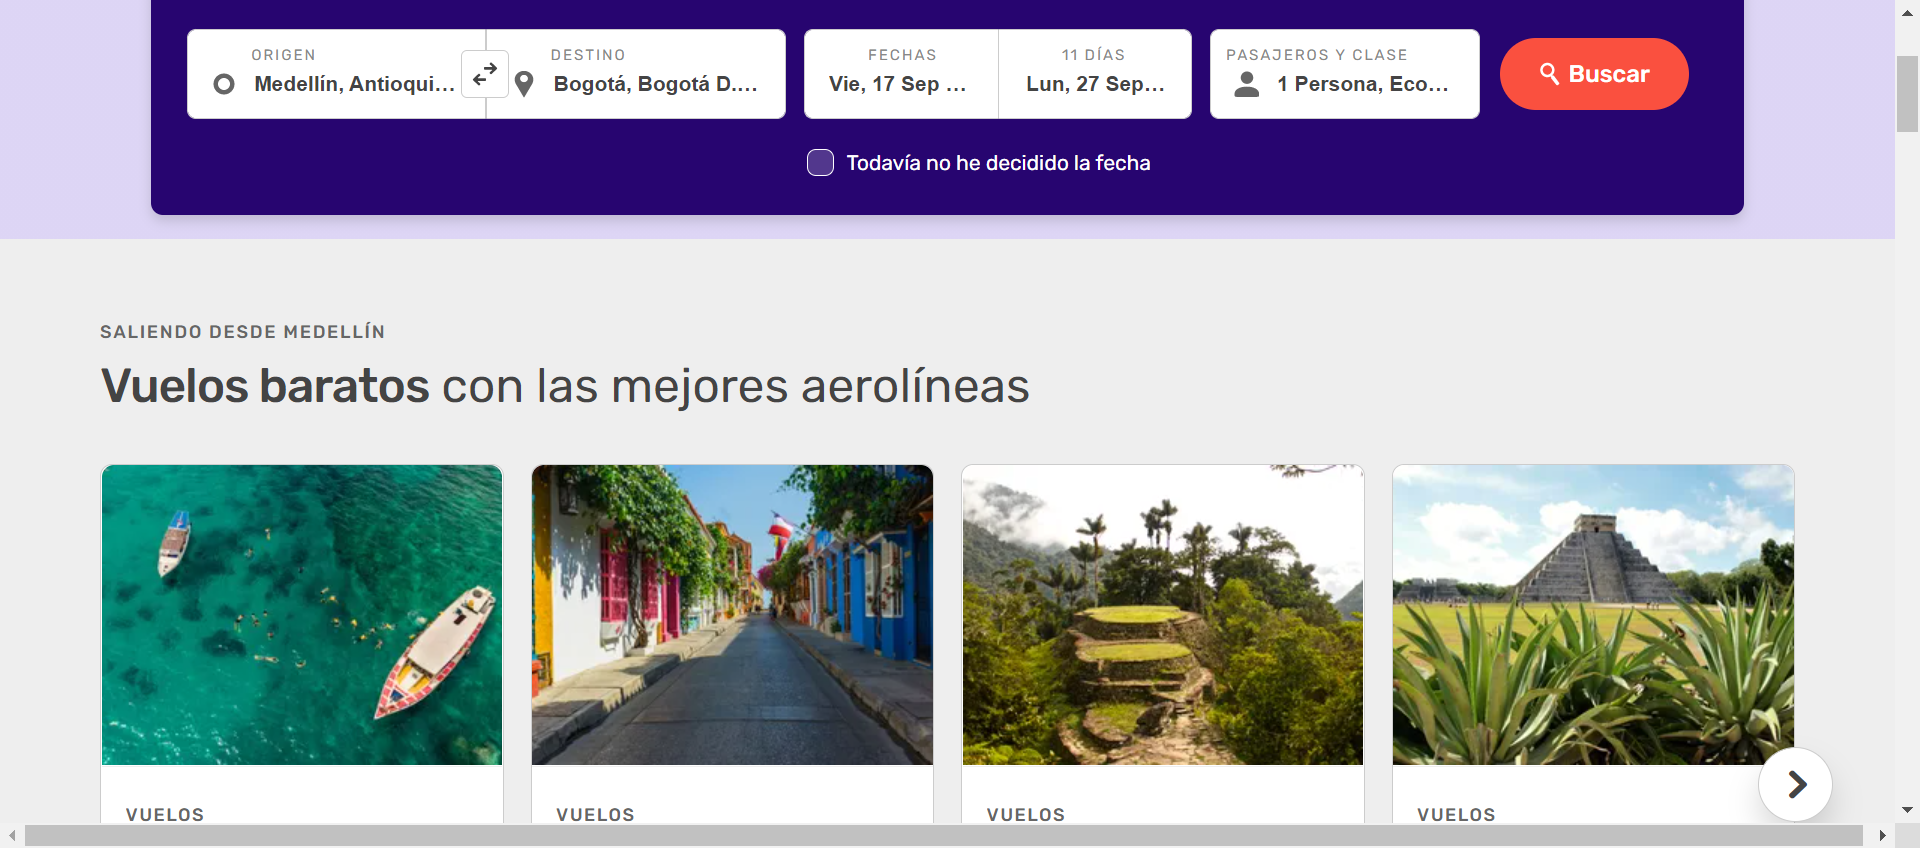 ORIGEN
Medellín, Antioqui...
DESTINO
Bogotá, Bogotá D....
FECHAS
Vie, 17 Sep ...
11 DÍAS
Lun, 27 Sep...
PASAJEROS Y CLASE
1 Persona, Eco...
Buscar
Todavía no he decidido la fecha
SALIENDO DESDE MEDELLÍN
Vuelos baratos con las mejores aerolíneas
VUELOS
VUELOS
VUELOS
VUELOS